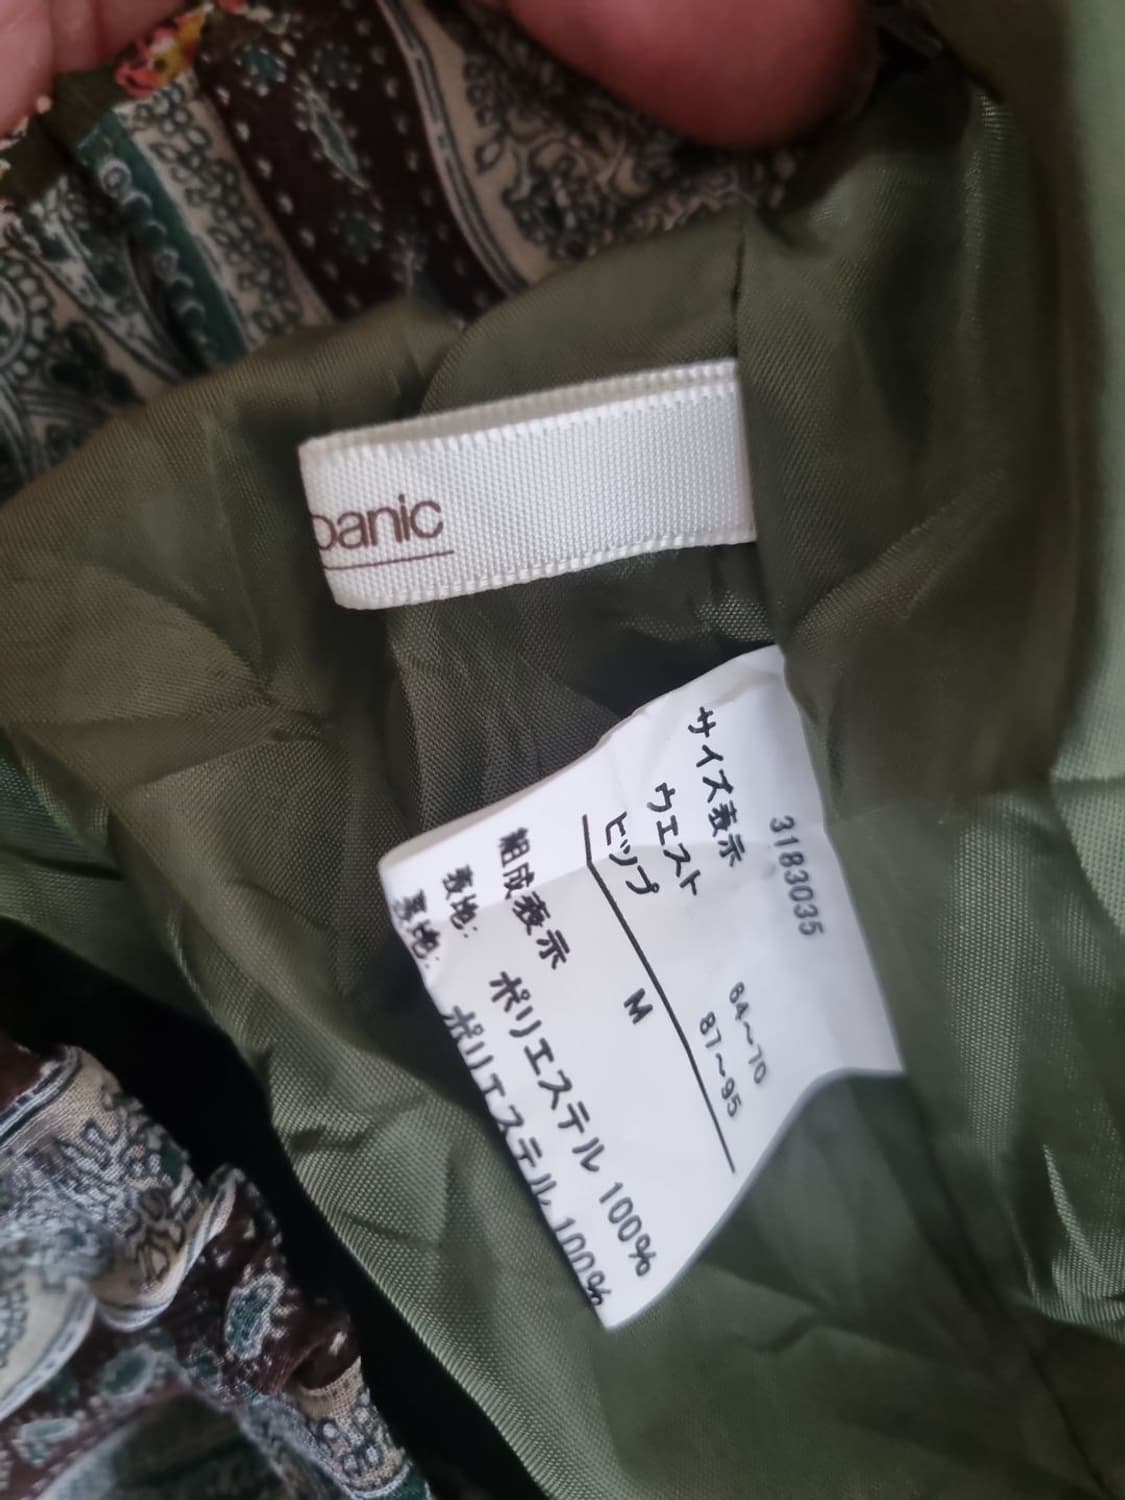 panic
3183035
サイズ表示
ウエスト 64~70
ヒップ 87~95
M
組成表示
表地: ポリエステル 100%
裏地: ポリエステル 100%